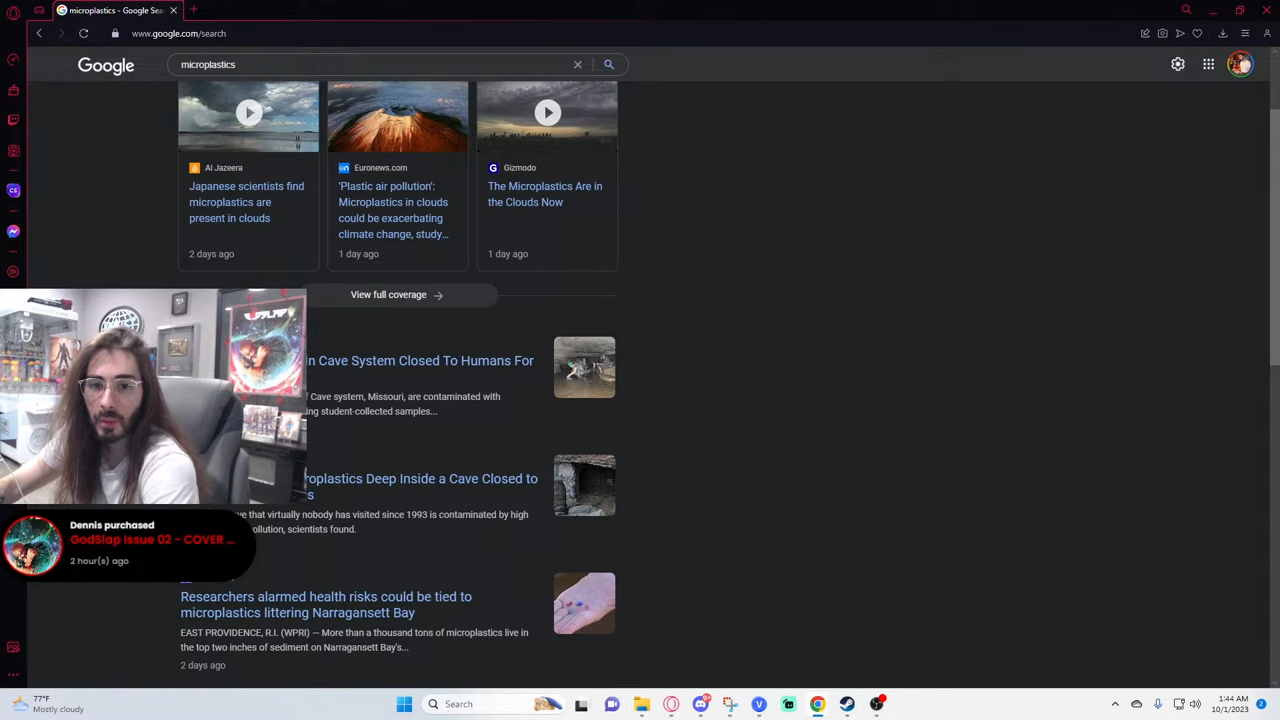 microplastics - Google Sea
www.google.com/search
Google
microplastics
Al Jazeera
Japanese scientists find
microplastics are
present in clouds
2 days ago
Euronews.com
'Plastic air pollution':
Microplastics in clouds
could be exacerbating
climate change, study...
1 day ago
Gizmodo
The Microplastics Are in
the Clouds Now
1 day ago
View full coverage
in Cave System Closed To Humans For
Cave system, Missouri, are contaminated with
student-collected samples...
Deep Inside a Cave Closed to
that virtually nobody has visited since 1993 is contaminated by high
scientists found.
Dennis purchased
GodSlap Issue 02 - COVER ...
2 hour(s) ago
Researchers alarmed health risks could be tied to
microplastics littering Narragansett Bay
EAST PROVIDENCE, R.I. (WPRI) — More than a thousand tons of microplastics live in
the top two inches of sediment on Narragansett Bay's...
2 days ago
77°F
Mostly cloudy
Search
1:44 AM
10/1/2023